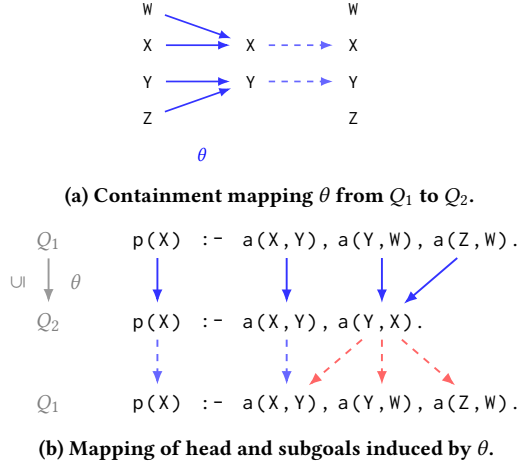 W W
X X X
Y Y Y
Z Z
θ
(a) Containment mapping θ from Q₁ to Q₂.
Q₁ p(X) :- a(X,Y), a(Y,W), a(Z,W).
⊆ θ
Q₂ p(X) :- a(X,Y), a(Y,X).
Q₁ p(X) :- a(X,Y), a(Y,W), a(Z,W).
(b) Mapping of head and subgoals induced by θ.